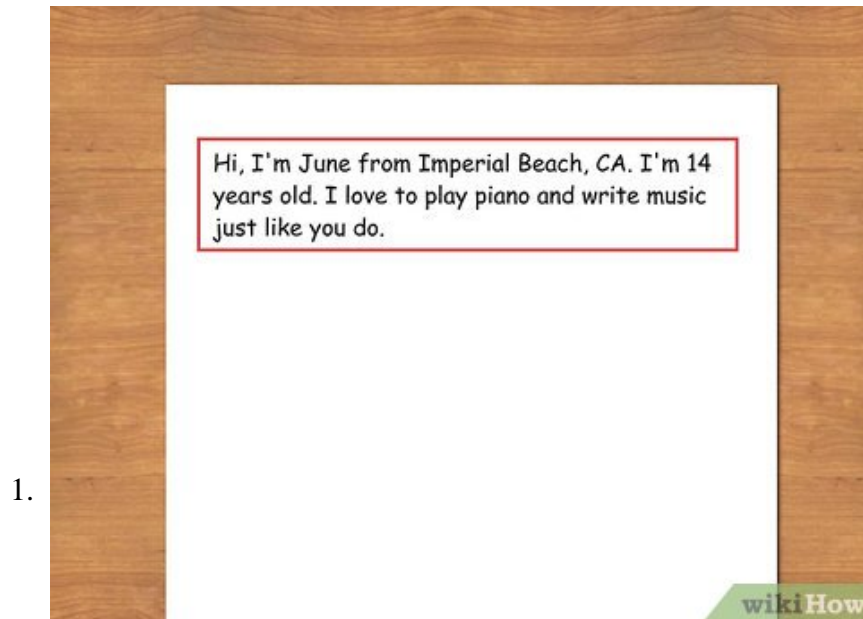 Hi, I'm June from Imperial Beach, CA. I'm 14
years old. I love to play piano and write music
just like you do.
1.
wikiHow